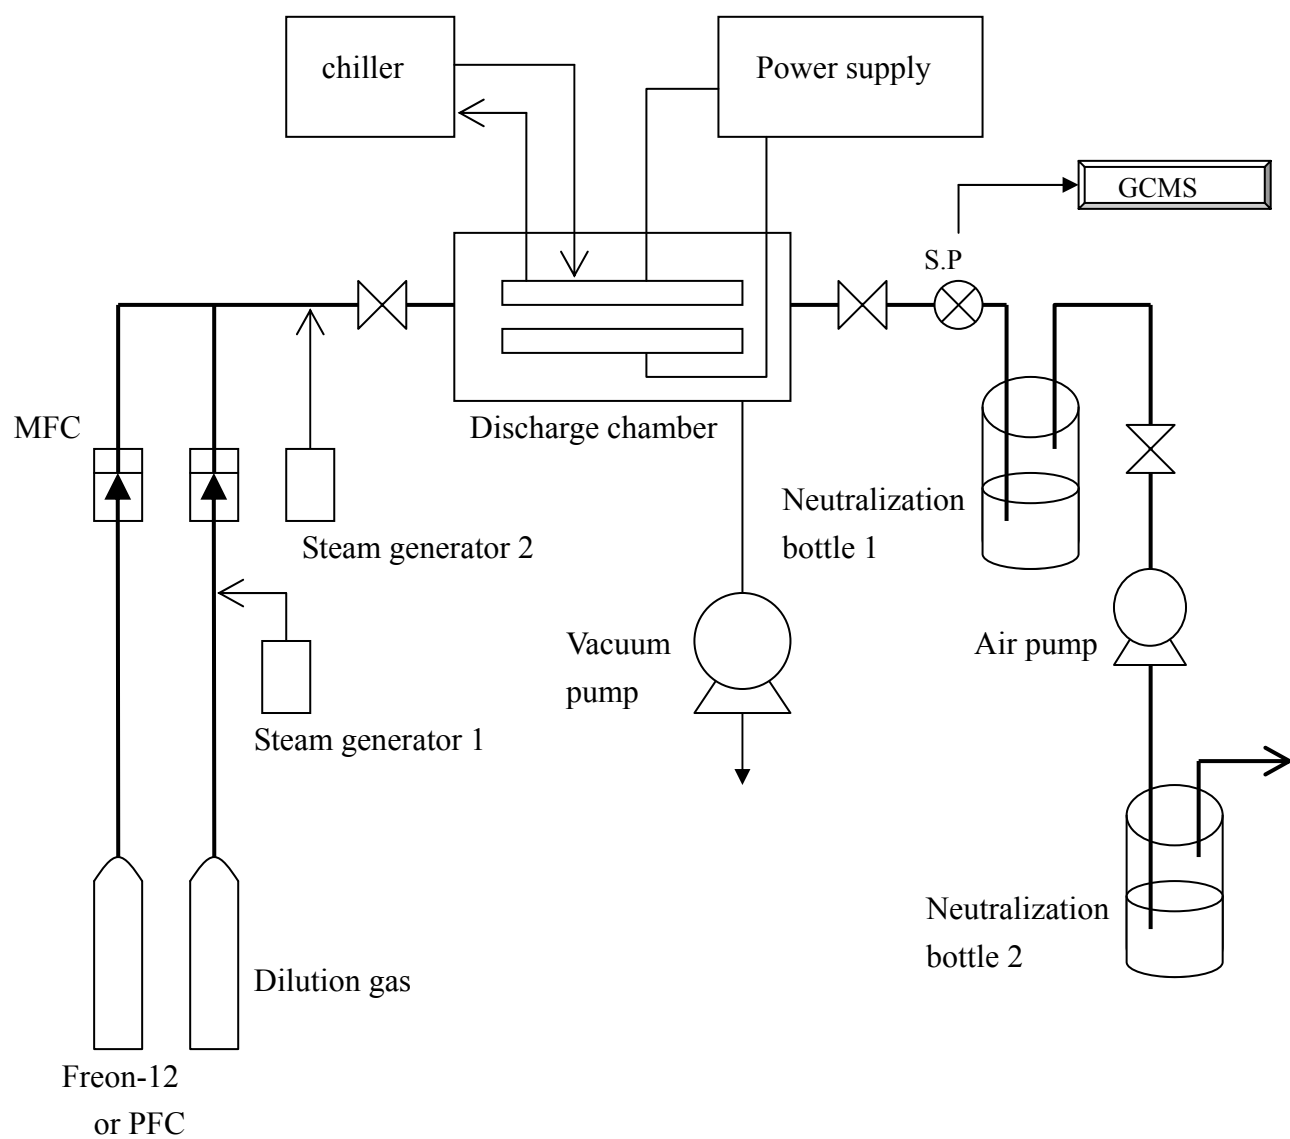 chiller
Power supply
GCMS
S.P
MFC
Discharge chamber
Neutralization
bottle 1
Steam generator 2
Vacuum
pump
Air pump
Steam generator 1
Neutralization
bottle 2
Dilution gas
Freon-12
or PFC